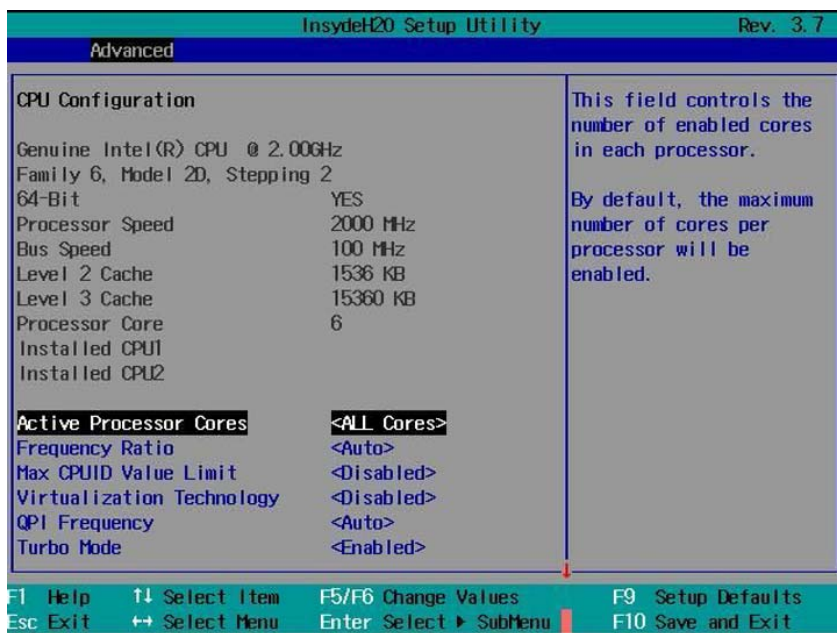 InsydeH20 Setup Utility Rev. 3.7
Advanced
CPU Configuration
Genuine Intel(R) CPU @ 2.00GHz
Family 6, Model 2D, Stepping 2
64-Bit YES
Processor Speed 2000 MHz
Bus Speed 100 MHz
Level 2 Cache 1536 KB
Level 3 Cache 15360 KB
Processor Core 6
Installed CPU1
Installed CPU2
Active Processor Cores <ALL Cores>
Frequency Ratio <Auto>
Max CPUID Value Limit <Disabled>
Virtualization Technology <Disabled>
QPI Frequency <Auto>
Turbo Mode <Enabled>
This field controls the
number of enabled cores
in each processor.
By default, the maximum
number of cores per
processor will be
enabled.
F1 Help ↑↓ Select Item F5/F6 Change Values F9 Setup Defaults
Esc Exit ↔ Select Menu Enter Select ▶ SubMenu F10 Save and Exit